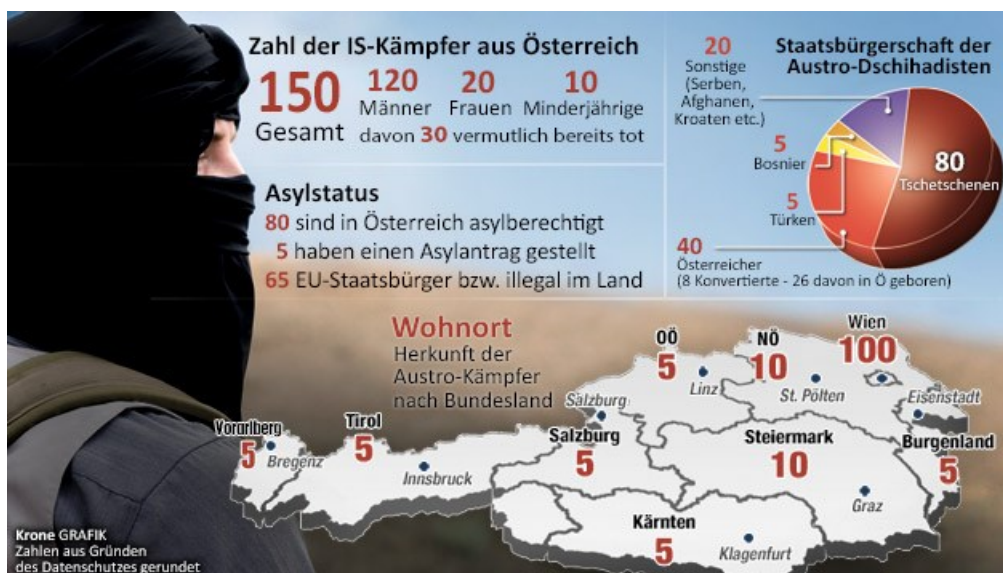 Zahl der IS-Kämpfer aus Österreich
150
Gesamt
120
Männer
20
Frauen
10
Minderjährige
davon 30 vermutlich bereits tot
Asylstatus
80 sind in Österreich asylberechtigt
5 haben einen Asylantrag gestellt
65 EU-Staatsbürger bzw. illegal im Land
Staatsbürgerschaft der
Austro-Dschihadisten
20
Sonstige
(Serben,
Afghanen,
Kroaten etc.)
5
Bosnier
5
Türken
80
Tschetschenen
40
Österreicher
(8 Konvertierte - 26 davon in Ö geboren)
Wohnort
Herkunft der
Austro-Kämpfer
nach Bundesland
Vorarlberg
5
Bregenz
Tirol
5
Innsbruck
Salzburg
Salzburg
5
OÖ
5
Linz
NÖ
10
St. Pölten
Wien
100
Eisenstadt
Burgenland
5
Steiermark
10
Graz
Kärnten
5
Klagenfurt
Krone GRAFIK
Zahlen aus Gründen
des Datenschutzes gerundet